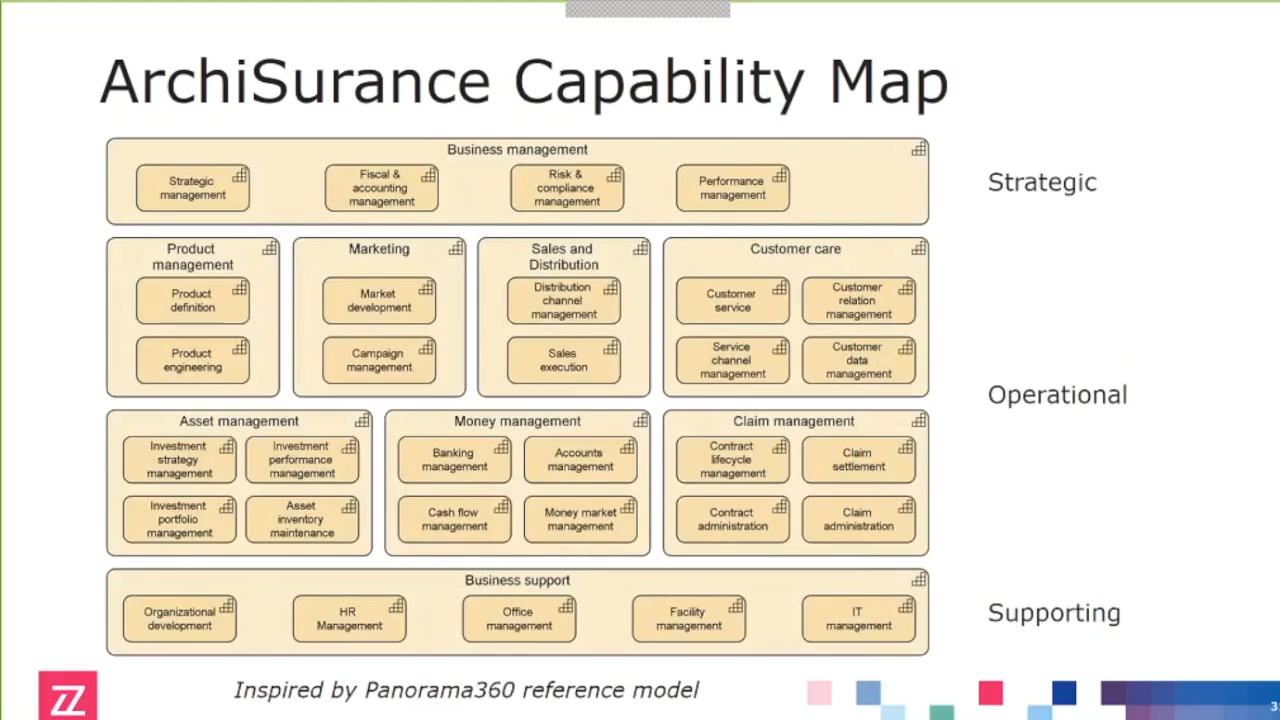 ArchiSurance Capability Map
Business management
Strategic
management
Fiscal &
accounting
management
Risk &
compliance
management
Performance
management
Strategic
Product
management
Product
definition
Product
engineering
Marketing
Market
development
Campaign
management
Sales and
Distribution
Distribution
channel
management
Sales
execution
Customer care
Customer
service
Customer
relation
management
Service
channel
management
Customer
data
management
Operational
Asset management
Investment
strategy
management
Investment
performance
management
Investment
portfolio
management
Asset
inventory
maintenance
Money management
Banking
management
Accounts
management
Cash flow
management
Money market
management
Claim management
Contract
lifecycle
management
Claim
settlement
Contract
administration
Claim
administration
Business support
Organizational
development
HR
Management
Office
management
Facility
management
IT
management
Supporting
Inspired by Panorama360 reference model